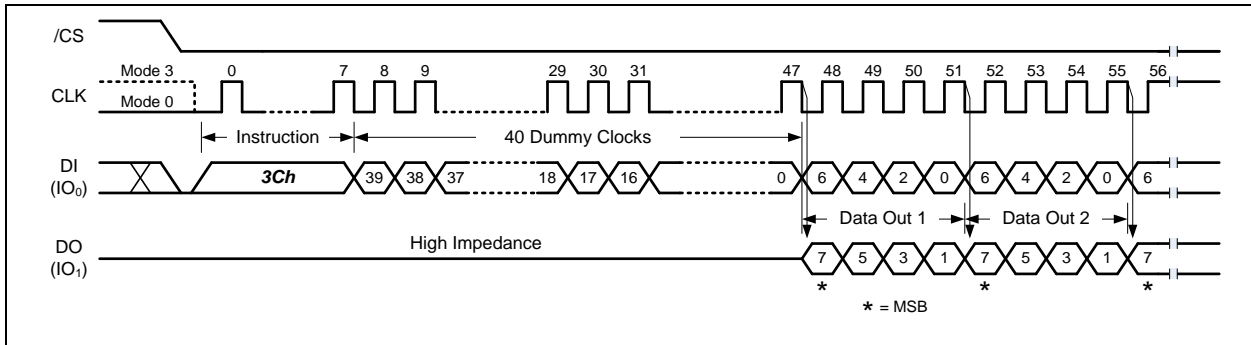 /CS
Mode 3 0 7 8 9 29 30 31 47 48 49 50 51 52 53 54 55 56
CLK
Mode 0
Instruction 40 Dummy Clocks
DI
(IO0)
3Ch 39 38 37 18 17 16 0 6 4 2 0 6 4 2 0 6
Data Out 1 Data Out 2
DO
(IO1)
High Impedance
7 5 3 1 7 5 3 1 7
* * *
* = MSB